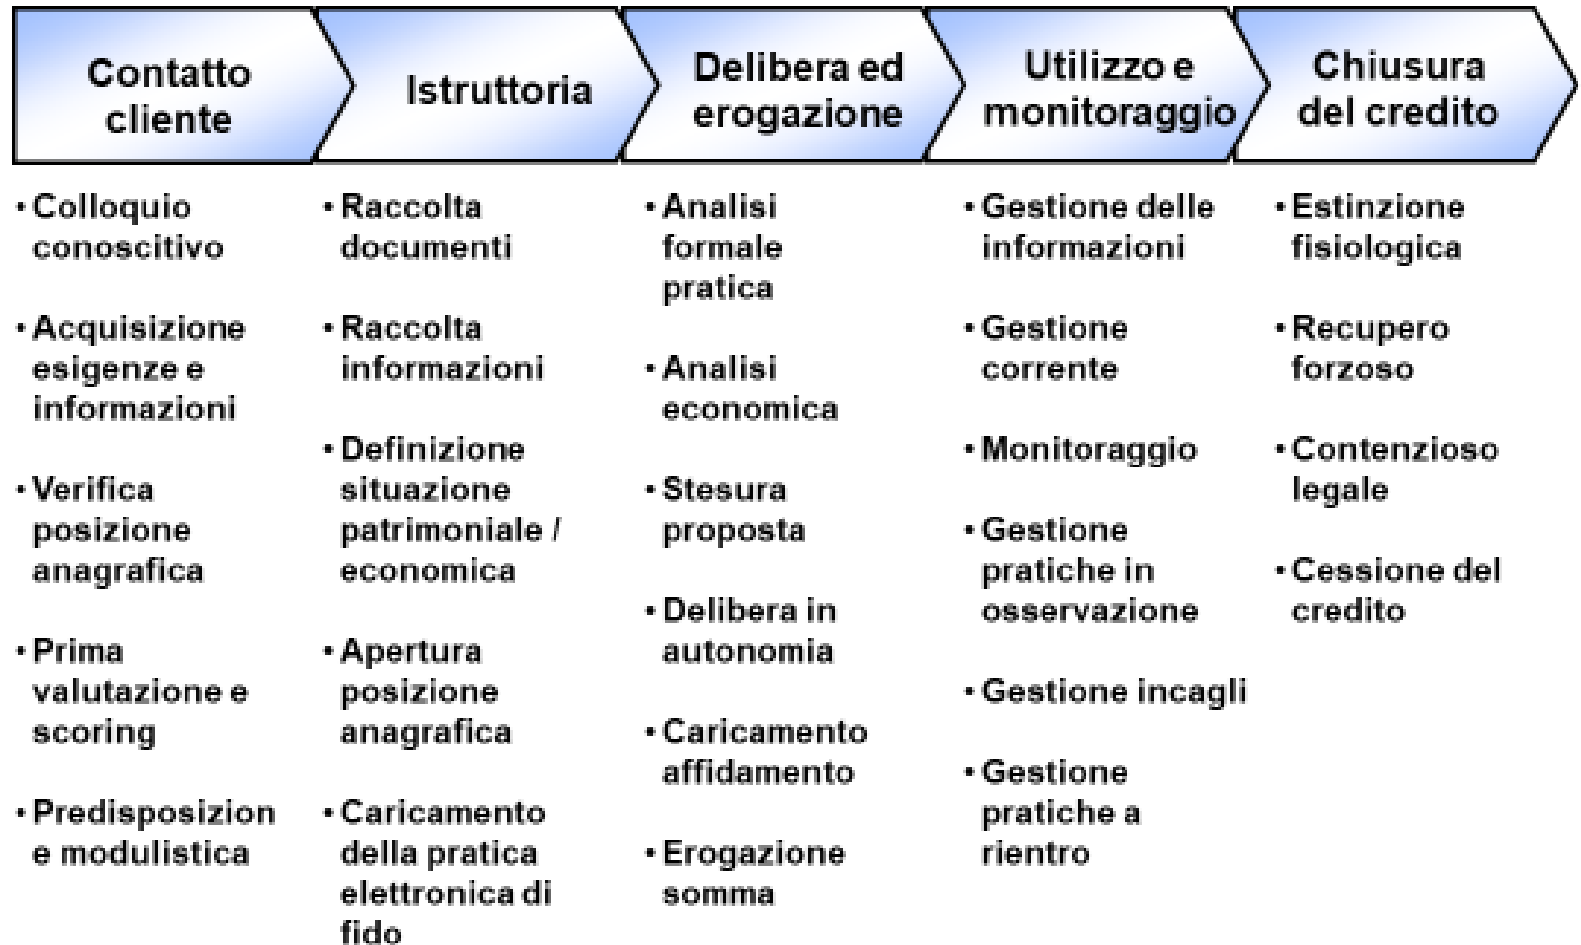 Contatto
cliente
Istruttoria
Delibera ed
erogazione
Utilizzo e
monitoraggio
Chiusura
del credito
• Colloquio
conoscitivo
• Acquisizione
esigenze e
informazioni
• Verifica
posizione
anagrafica
• Prima
valutazione e
scoring
• Predisposizion
e modulistica
• Raccolta
documenti
• Raccolta
informazioni
• Definizione
situazione
patrimoniale /
economica
• Apertura
posizione
anagrafica
• Caricamento
della pratica
elettronica di
fido
• Analisi
formale
pratica
• Analisi
economica
• Stesura
proposta
• Delibera in
autonomia
• Caricamento
affidamento
• Erogazione
somma
• Gestione delle
informazioni
• Gestione
corrente
• Monitoraggio
• Gestione
pratiche in
osservazione
• Gestione incagli
• Gestione
pratiche a
rientro
• Estinzione
fisiologica
• Recupero
forzoso
• Contenzioso
legale
• Cessione del
credito